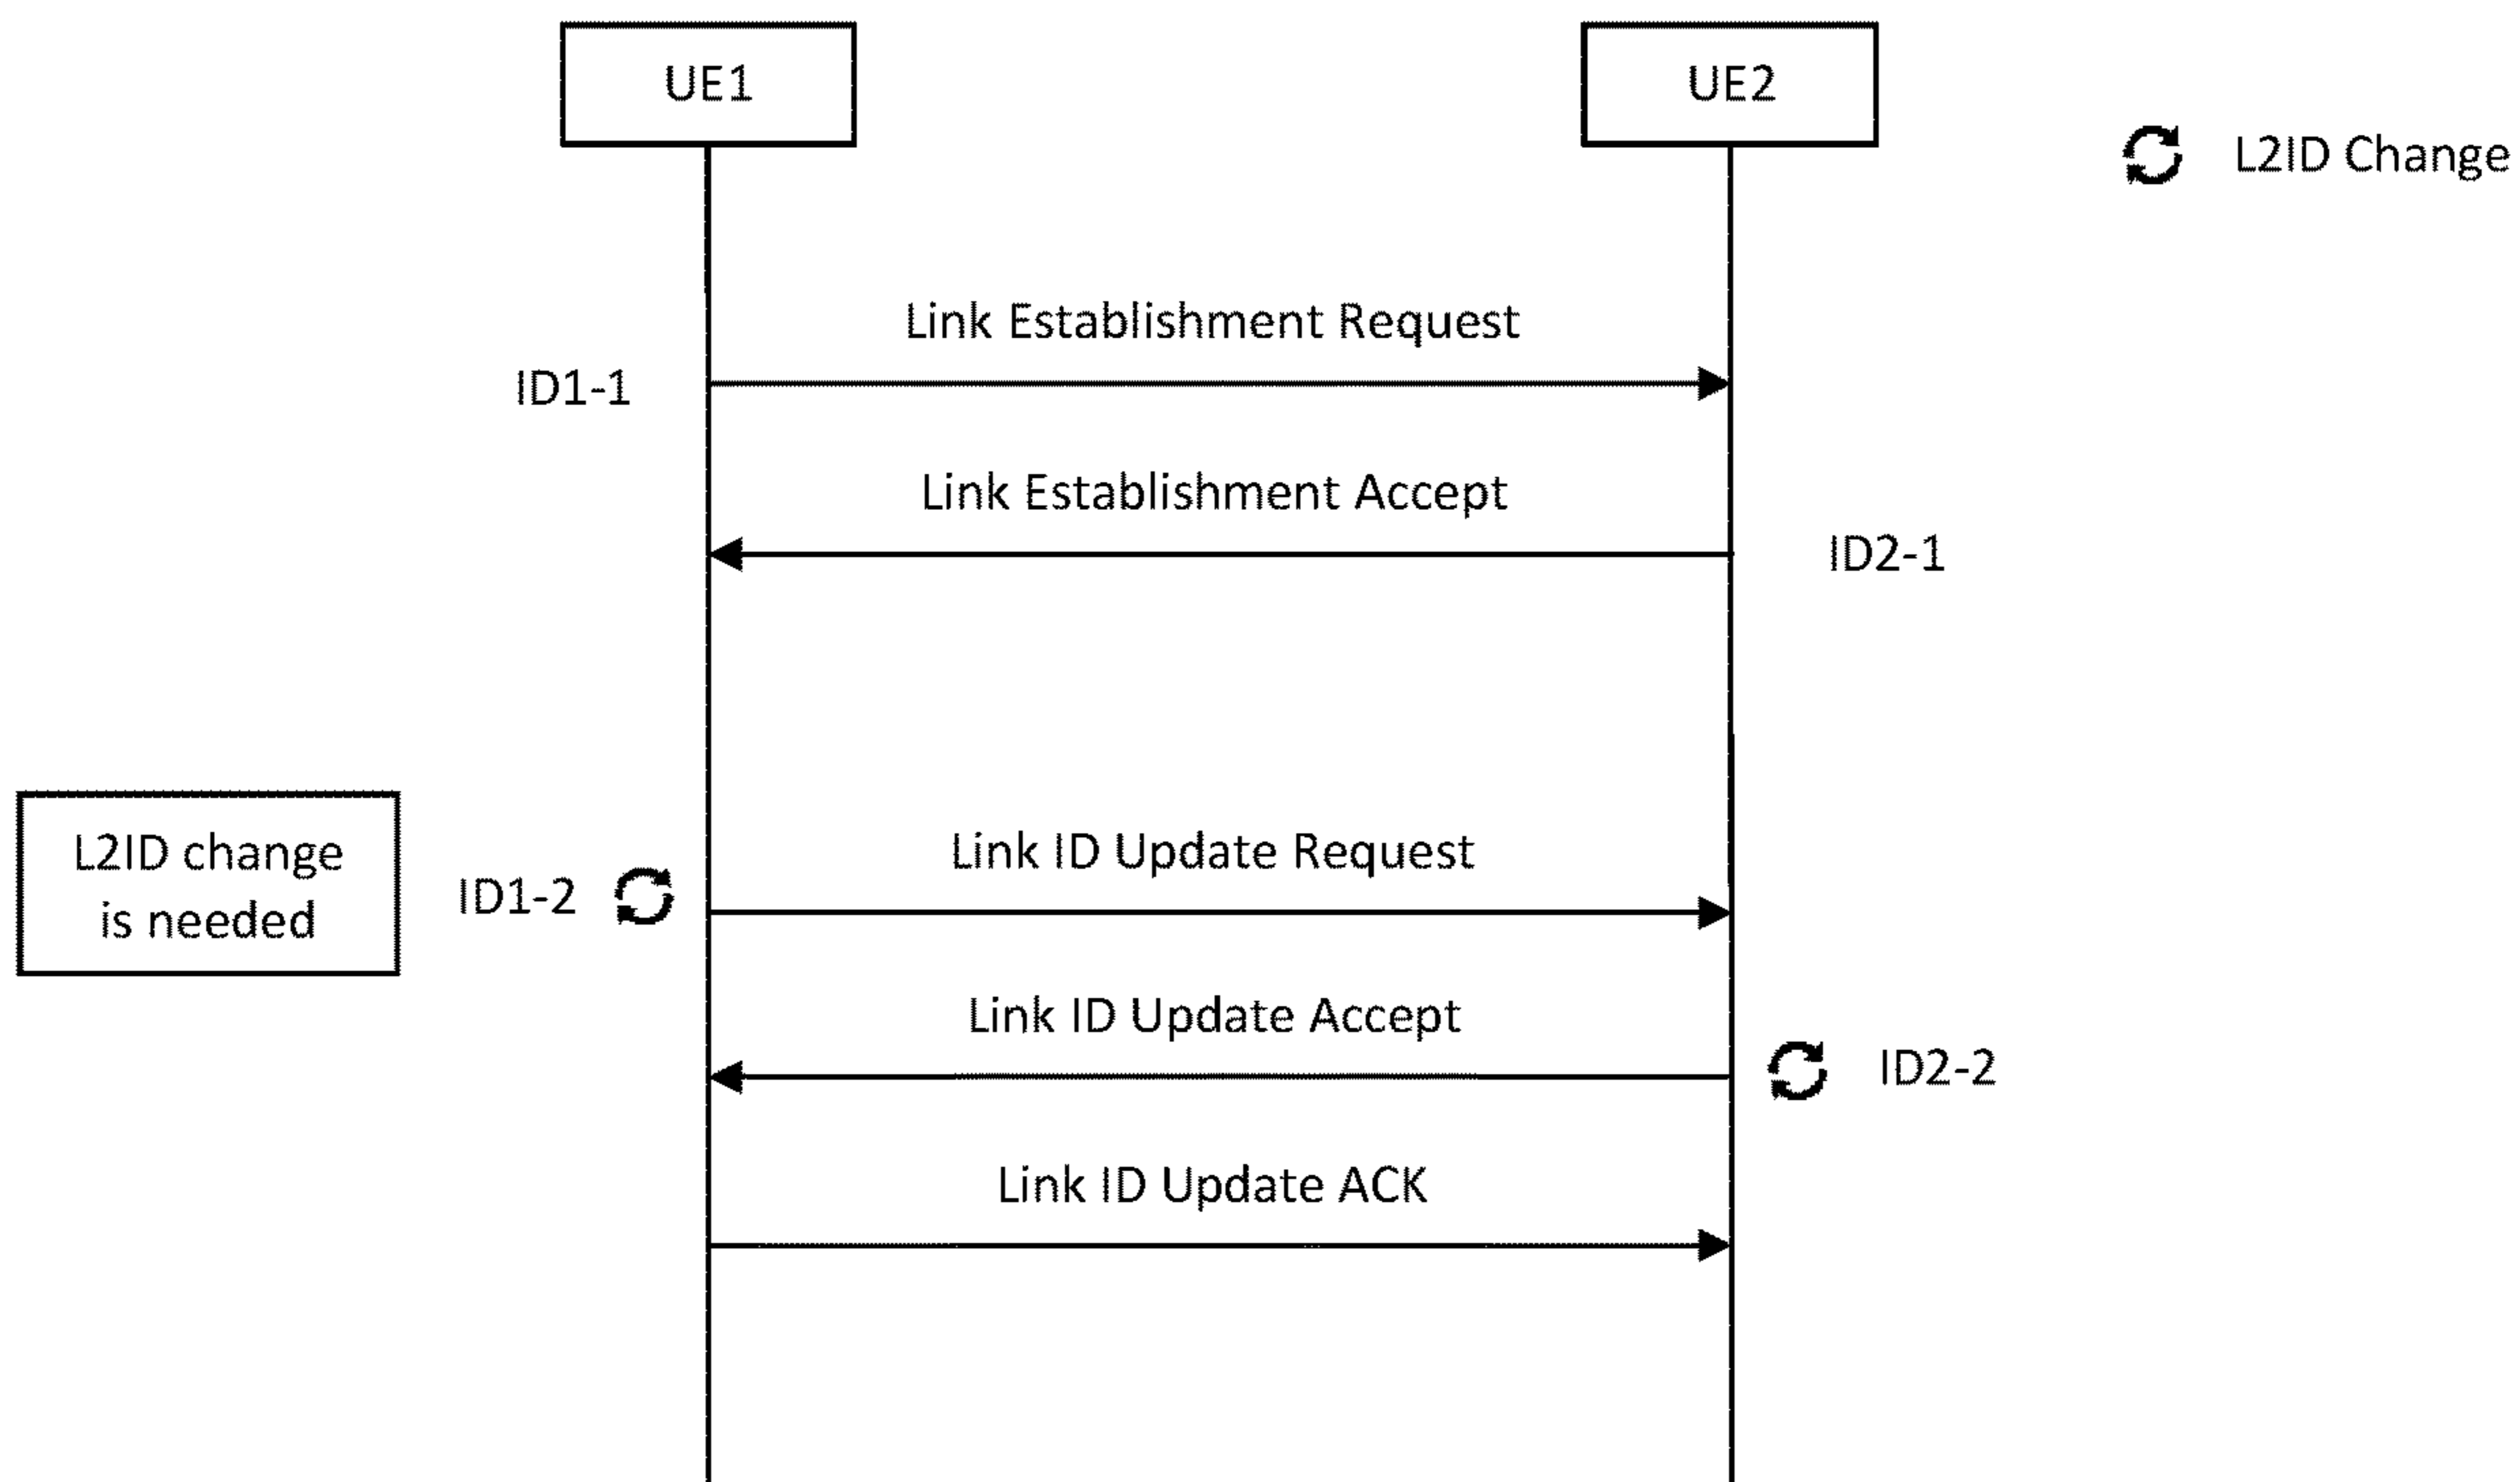 UE1
UE2
L2ID Change
Link Establishment Request
ID1-1
Link Establishment Accept
ID2-1
L2ID change
is needed
ID1-2
Link ID Update Request
Link ID Update Accept
ID2-2
Link ID Update ACK